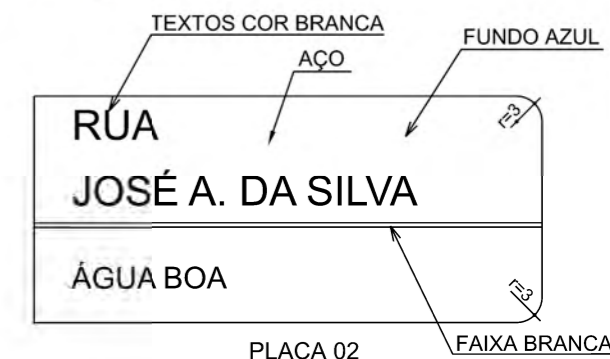 TEXTOS COR BRANCA
FUNDO AZUL
AÇO
r=3
RUA
JOSÉ A. DA SILVA
ÁGUA BOA
r=3
PLACA 02
FAIXA BRANCA